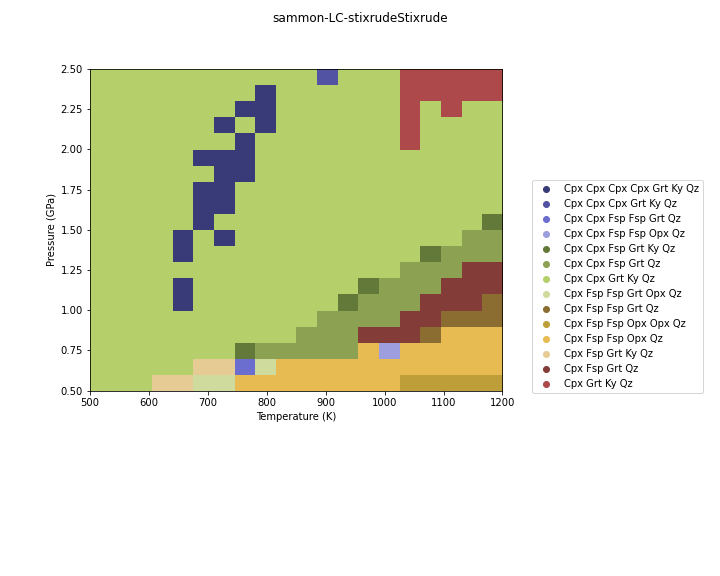 sammon-LC-stixrudeStixrude
2.50
2.25
2.00
1.75
1.50
1.25
1.00
0.75
0.50
Pressure (GPa)
500 600 700 800 900 1000 1100 1200
Temperature (K)
Cpx Cpx Cpx Cpx Grt Ky Qz
Cpx Cpx Cpx Grt Ky Qz
Cpx Cpx Fsp Fsp Grt Qz
Cpx Cpx Fsp Fsp Opx Qz
Cpx Cpx Fsp Grt Ky Qz
Cpx Cpx Fsp Grt Qz
Cpx Cpx Grt Ky Qz
Cpx Fsp Fsp Grt Opx Qz
Cpx Fsp Fsp Grt Qz
Cpx Fsp Fsp Opx Opx Qz
Cpx Fsp Fsp Opx Qz
Cpx Fsp Grt Ky Qz
Cpx Fsp Grt Qz
Cpx Grt Ky Qz